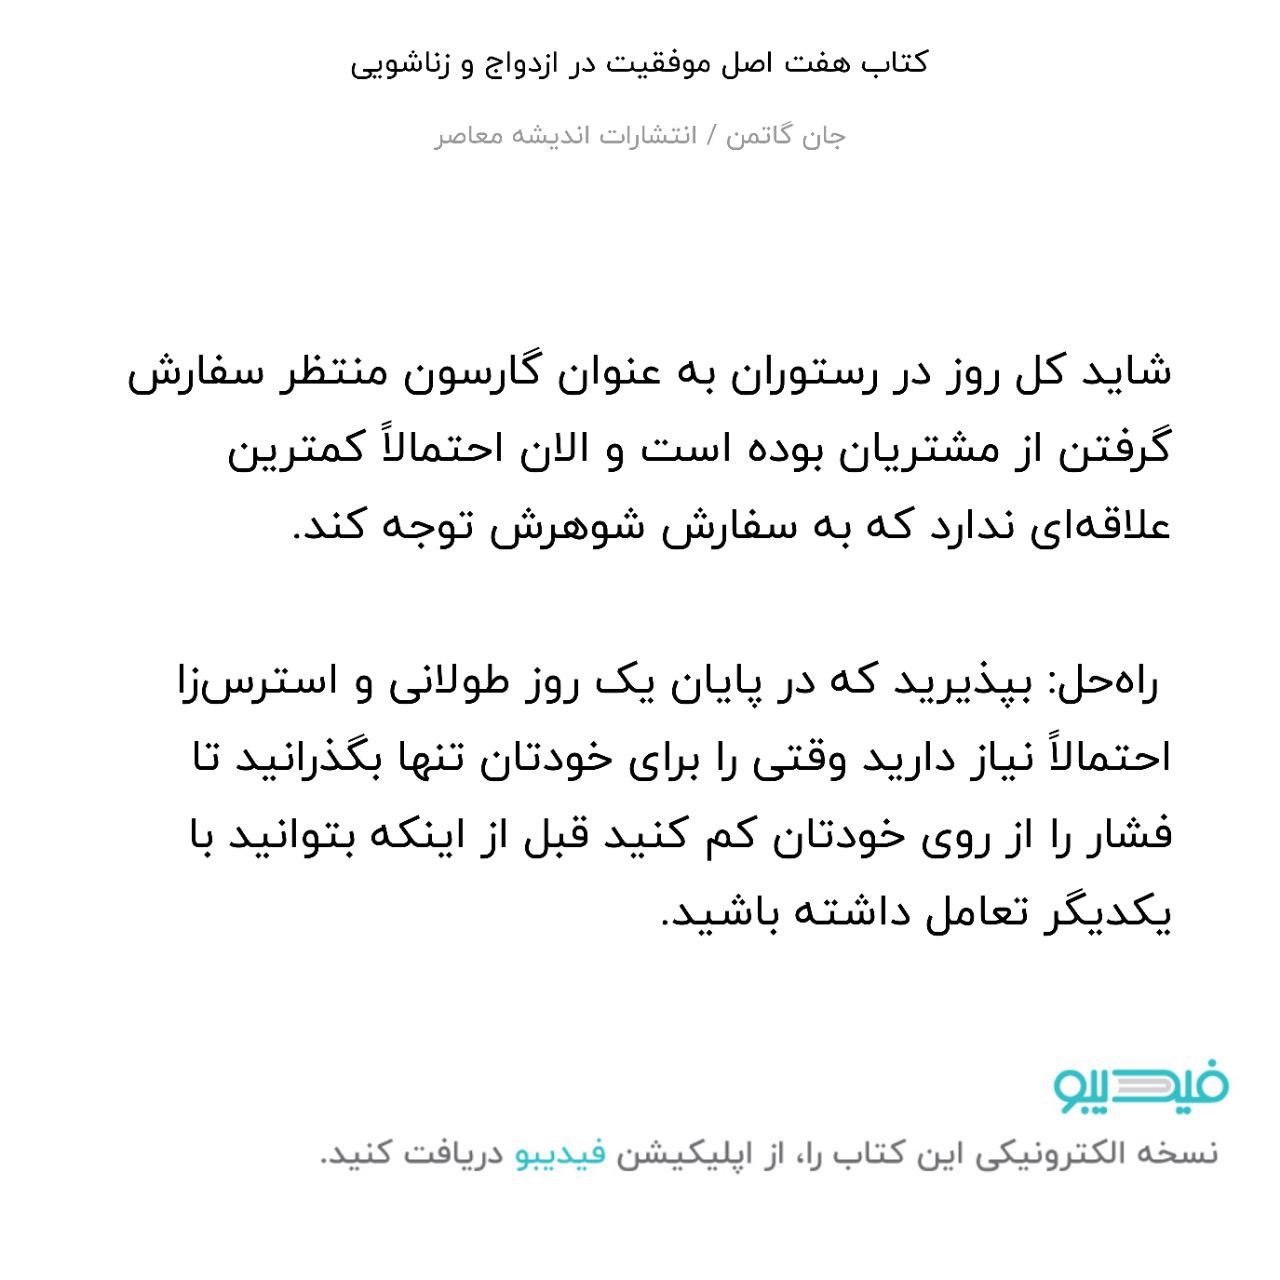 کتاب هفت اصل موفقیت در ازدواج و زناشویی
جان گاتمن / انتشارات اندیشه معاصر
شاید کل روز در رستوران به عنوان گارسون منتظر سفارش
گرفتن از مشتریان بوده است و الان احتمالاً کمترین
علاقه‌ای ندارد که به سفارش شوهرش توجه کند.
راه‌حل: بپذیرید که در پایان یک روز طولانی و استرس‌زا
احتمالاً نیاز دارید وقتی را برای خودتان تنها بگذرانید تا
فشار را از روی خودتان کم کنید قبل از اینکه بتوانید با
یکدیگر تعامل داشته باشید.
فیدیبو
نسخه الکترونیکی این کتاب را، از اپلیکیشن فیدیبو دریافت کنید.